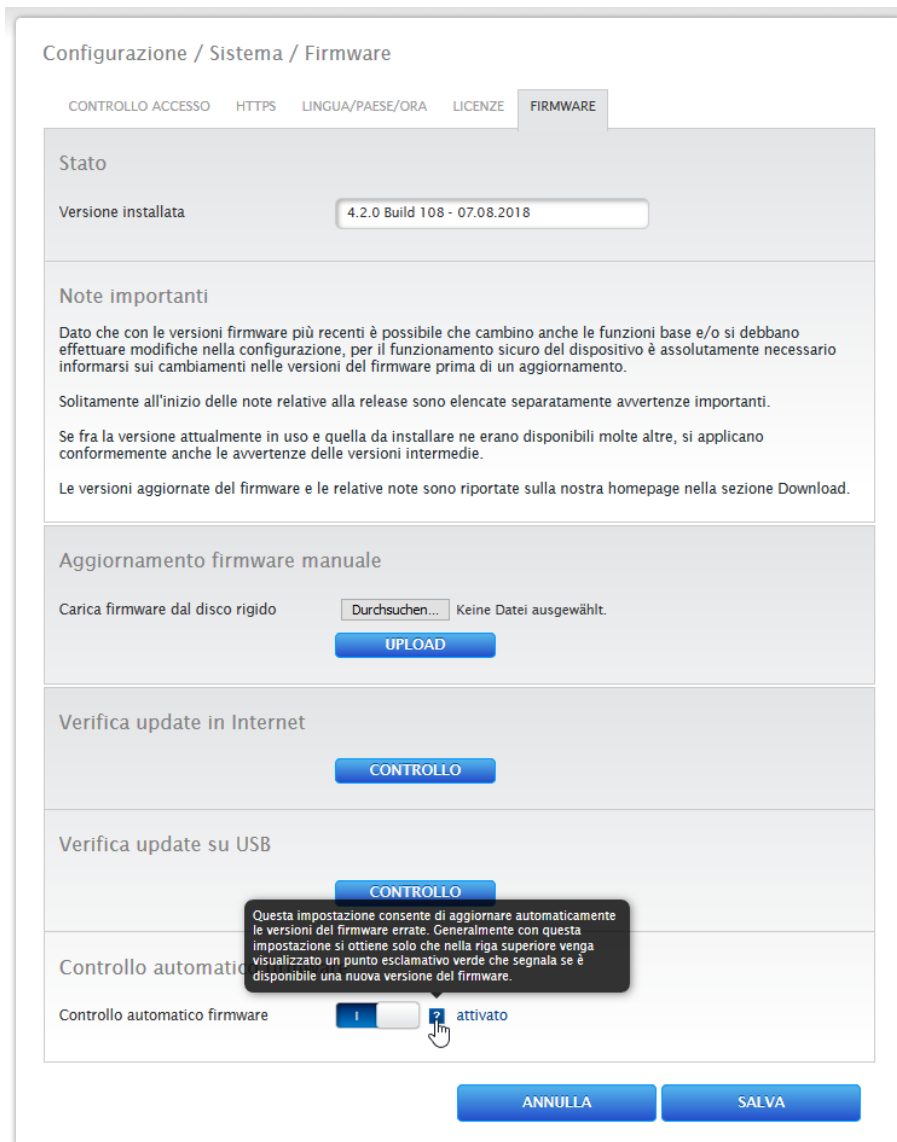 Configurazione / Sistema / Firmware
CONTROLLO ACCESSO HTTPS LINGUA/PAESE/ORA LICENZE FIRMWARE
Stato
Versione installata 4.2.0 Build 108 - 07.08.2018
Note importanti
Dato che con le versioni firmware più recenti è possibile che cambino anche le funzioni base e/o si debbano
effettuare modifiche nella configurazione, per il funzionamento sicuro del dispositivo è assolutamente necessario
informarsi sui cambiamenti nelle versioni del firmware prima di un aggiornamento.
Solitamente all'inizio delle note relative alla release sono elencate separatamente avvertenze importanti.
Se fra la versione attualmente in uso e quella da installare ne erano disponibili molte altre, si applicano
conformemente anche le avvertenze delle versioni intermedie.
Le versioni aggiornate del firmware e le relative note sono riportate sulla nostra homepage nella sezione Download.
Aggiornamento firmware manuale
Carica firmware dal disco rigido Durchsuchen... Keine Datei ausgewählt.
UPLOAD
Verifica update in Internet
CONTROLLO
Verifica update su USB
CONTROLLO
Questa impostazione consente di aggiornare automaticamente
le versioni del firmware errate. Generalmente con questa
impostazione si ottiene solo che nella riga superiore venga
visualizzato un punto esclamativo verde che segnala se è
disponibile una nuova versione del firmware.
Controllo automatico firmware
Controllo automatico firmware I ? attivato
ANNULLA SALVA